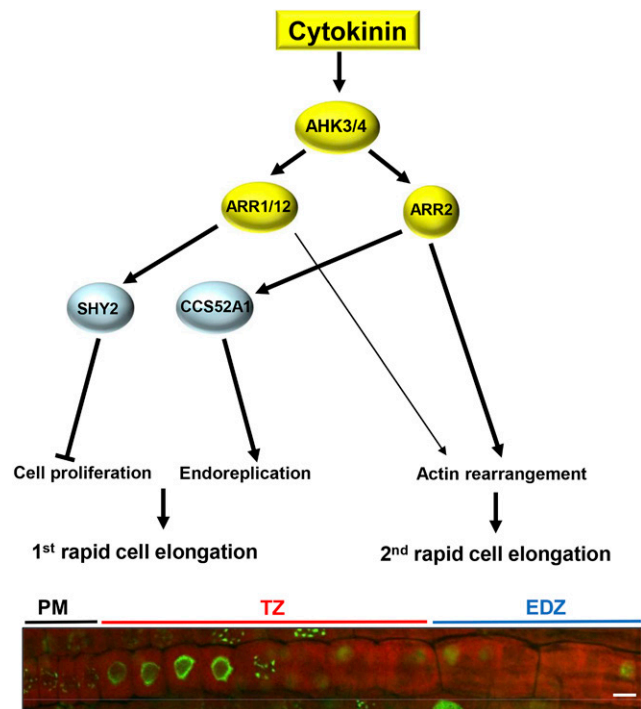 Cytokinin
AHK3/4
ARR1/12 ARR2
SHY2 CCS52A1
Cell proliferation Endoreplication Actin rearrangement
1st rapid cell elongation 2nd rapid cell elongation
PM TZ EDZ